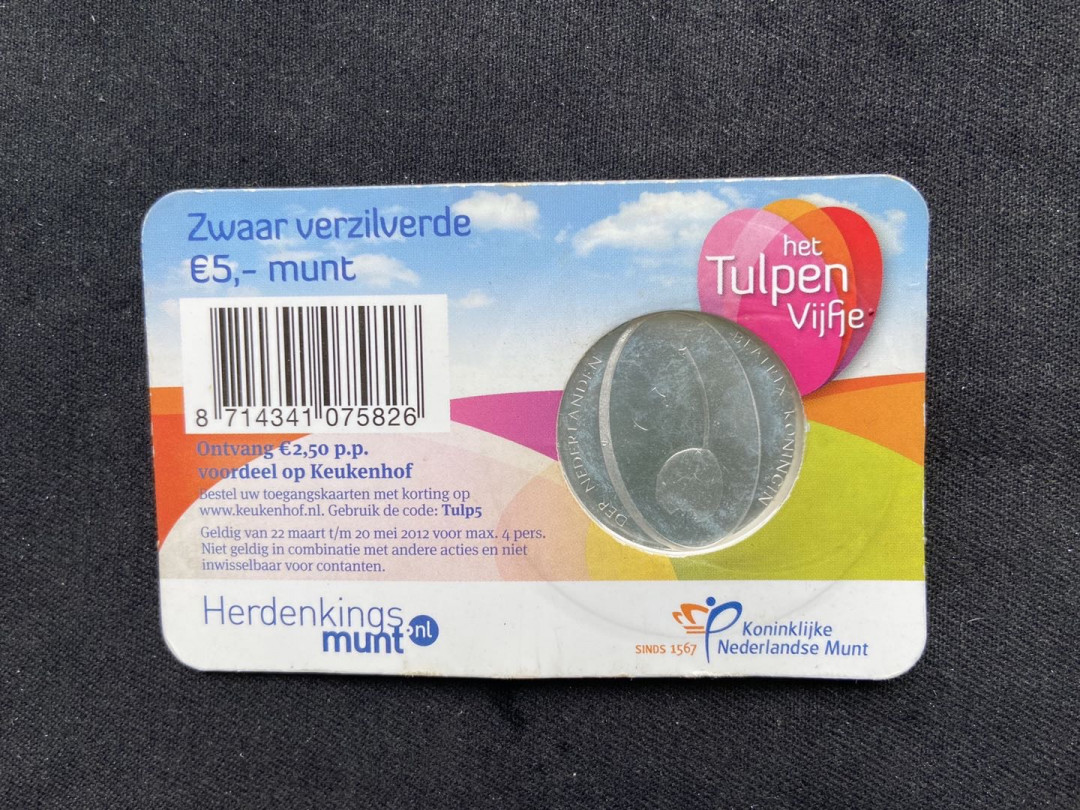 Zwaar verzilverde
€5,- munt
het
Tulpen
Vijfje
8 714341 075826
BEATRIX KONINGIN
DER NEDERLANDEN
Ontvang €2,50 p.p.
voordeel op Keukenhof
Bestel uw toegangskaarten met korting op
www.keukenhof.nl. Gebruik de code: Tulp5
Geldig van 22 maart t/m 20 mei 2012 voor max. 4 pers.
Niet geldig in combinatie met andere acties en niet
inwisselbaar voor contanten.
Herdenkings
munt.nl
SINDS 1567
Koninklijke
Nederlandse Munt